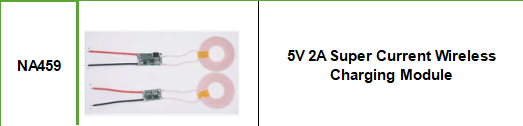 NA459
5V 2A Super Current Wireless
Charging Module